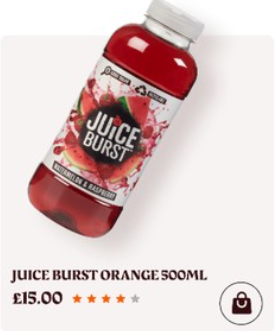 JUICE
BURST
WATERMELON & RASPBERRY
JUICE BURST ORANGE 500ML
£15.00